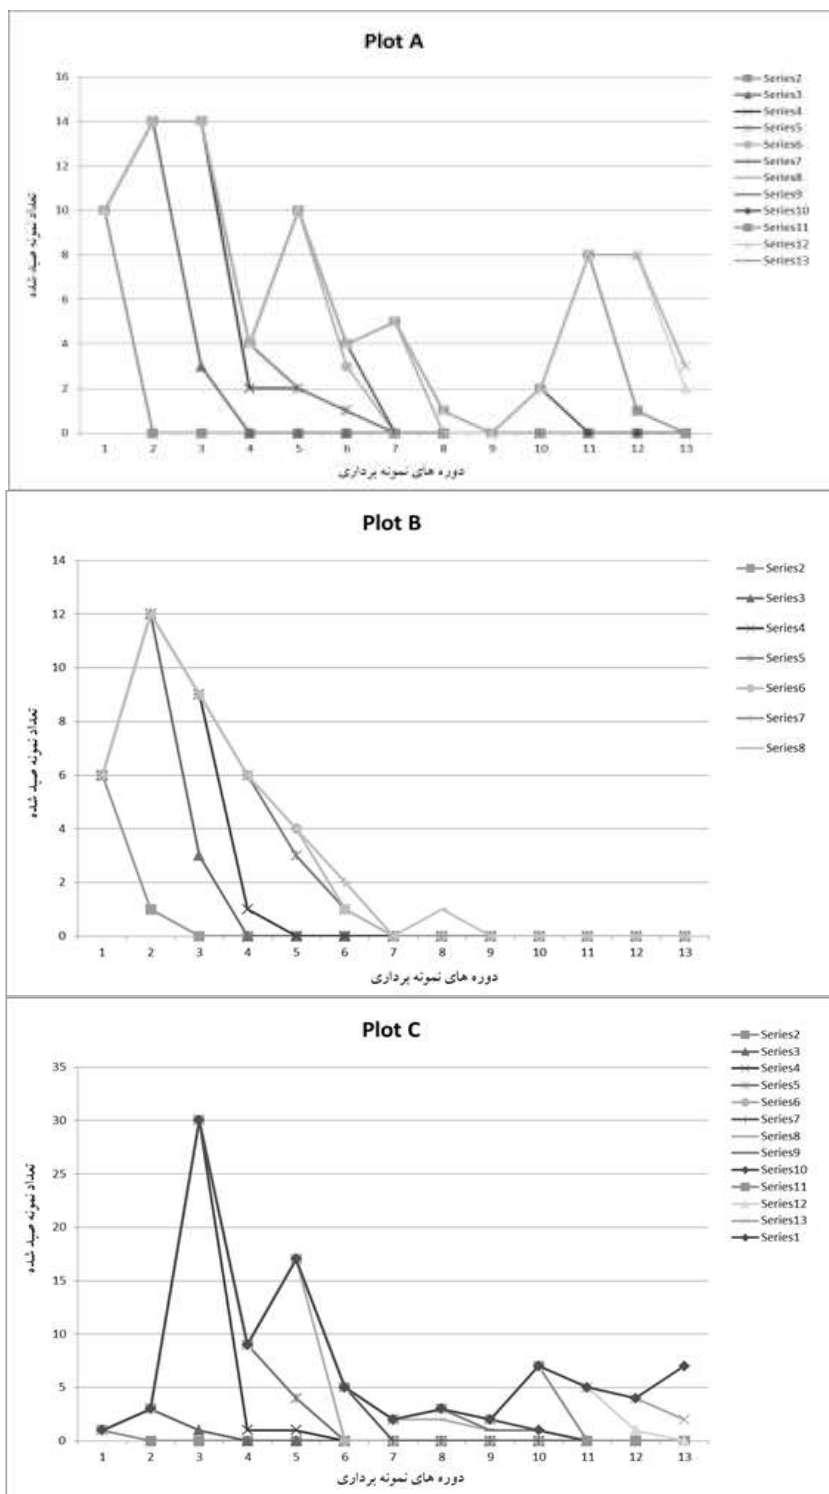 Plot A
16
14
12
10
8
6
4
2
0
1 2 3 4 5 6 7 8 9 10 11 12 13
تعداد نمونه صید شده
دوره های نمونه برداری
Series2
Series3
Series4
Series5
Series6
Series7
Series8
Series9
Series10
Series11
Series12
Series13
Plot B
14
12
10
8
6
4
2
0
1 2 3 4 5 6 7 8 9 10 11 12 13
تعداد نمونه صید شده
دوره های نمونه برداری
Series2
Series3
Series4
Series5
Series6
Series7
Series8
Plot C
35
30
25
20
15
10
5
0
1 2 3 4 5 6 7 8 9 10 11 12 13
تعداد نمونه صید شده
دوره های نمونه برداری
Series2
Series3
Series4
Series5
Series6
Series7
Series8
Series9
Series10
Series11
Series12
Series13
Series1